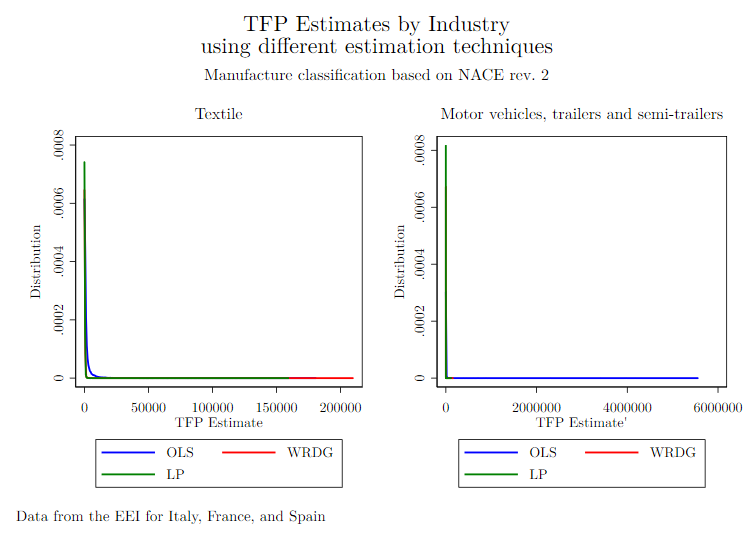 TFP Estimates by Industry
using different estimation techniques
Manufacture classification based on NACE rev. 2
Textile
Distribution
.0008
.0006
.0004
.0002
0
0 50000 100000 150000 200000
TFP Estimate
OLS WRDG
LP
Motor vehicles, trailers and semi-trailers
Distribution
.0008
.0006
.0004
.0002
0
0 2000000 4000000 6000000
TFP Estimate'
OLS WRDG
LP
Data from the EEI for Italy, France, and Spain